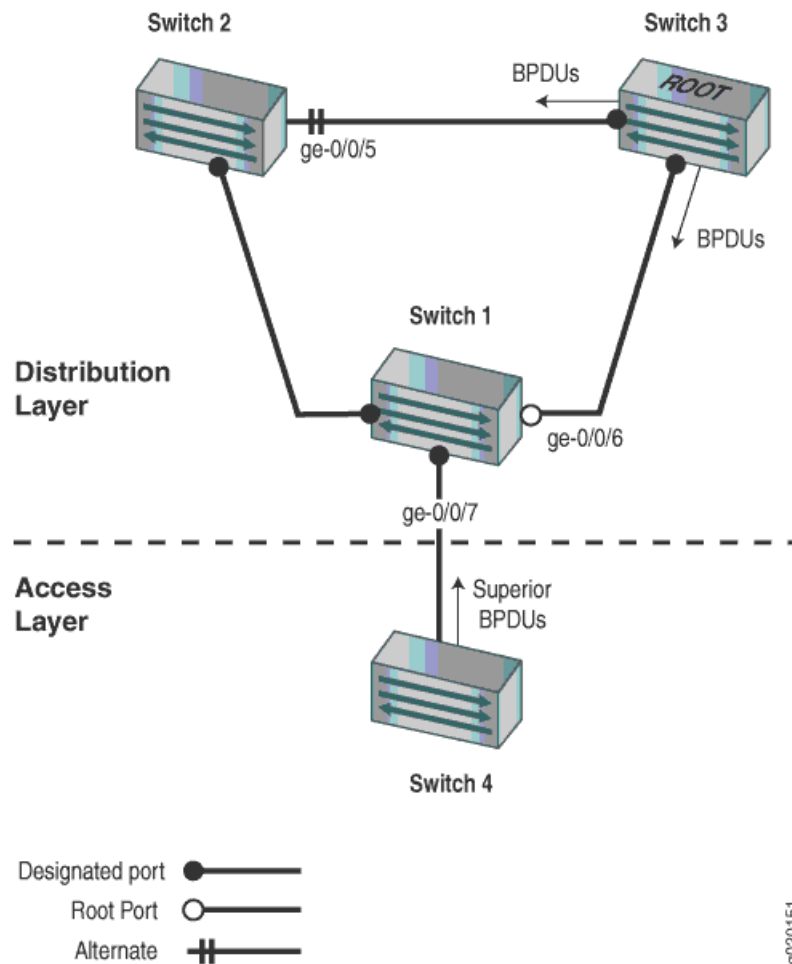 Switch 2
Switch 3
BPDUs
ROOT
ge-0/0/5
BPDUs
Switch 1
Distribution
Layer
ge-0/0/6
ge-0/0/7
Access
Layer
Superior
BPDUs
Switch 4
Designated port
Root Port
Alternate
g020151